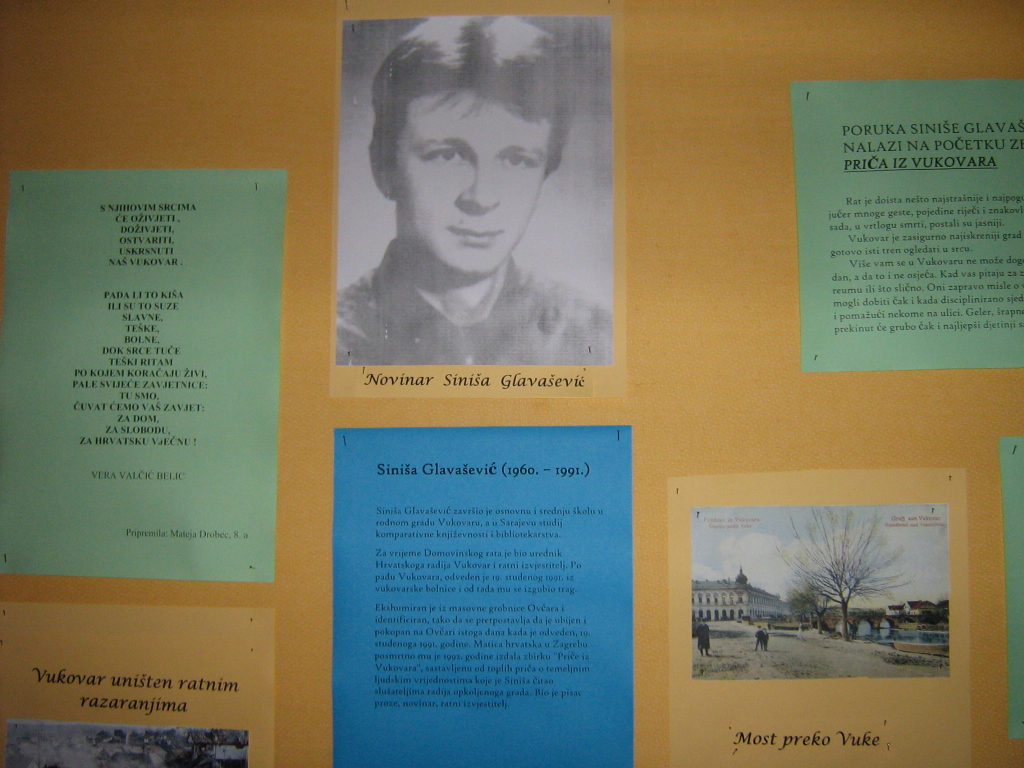 S NJIHOVIM SRCIMA
ĆE OŽIVJETI,
DOŽIVJETI,
OSTVARITI,
USKRSNUTI
NAŠ VUKOVAR .
PADA LI TO KIŠA
ILI SU TO SUZE
SLAVNE,
TEŠKE,
BOLNE,
DOK SRCE TUČE
TEŠKI RITAM
PO KOJEM KORAČAJU ŽIVI,
PALE SVIJEĆE ZAVJETNICE:
TU SMO,
ČUVAT ĆEMO VAŠ ZAVJET:
ZA DOM,
ZA SLOBODU,
ZA HRVATSKU VJEČNU !
VERA VALČIĆ BELIC
Pripremila: Mateja Drobec, 8. a
Vukovar uništen ratnim
razaranjima
Novinar Siniša Glavašević
Siniša Glavašević (1960. – 1991.)
Siniša Glavašević završio je osnovnu i srednju školu u
rodnom gradu Vukovaru, a u Sarajevu studij
komparativne književnosti i bibliotekarstva.
Za vrijeme Domovinskog rata je bio urednik
Hrvatskoga radija Vukovar i ratni izvjestitelj. Po
padu Vukovara, odveden je 19. studenog 1991. iz
vukovarske bolnice i od tada mu se izgubio trag.
Ekshumiran je iz masovne grobnice Ovčara i
identificiran, tako da se pretpostavlja da je ubijen i
pokopan na Ovčari istoga dana kada je odveden, 19.
studenoga 1991. godine. Matica hrvatska u Zagrebu
posmrtno mu je 1992. godine izdala zbirku "Priče iz
Vukovara", sastavljenu od toplih priča o temeljnim
ljudskim vrijednostima koje je Siniša čitao
slušateljima radija opkoljenoga grada. Bio je pisac
proze, novinar, ratni izvjestitelj.
PORUKA SINIŠE GLAVAŠ
NALAZI NA POČETKU
PRIČA IZ VUKOVARA
Rat je doista nešto najstrašnije i
jučer mnoge geste, pojedine riječi i
sada, u vrtlogu smrti, postali su jasniji.
Vukovar je zasigurno najiskreniji grad
gotovo isti tren ogledati u srcu.
Više vam se u Vukovaru ne može
dan, a da to i ne osjeća. Kad vas pitaju za
reumu ili što slično. Oni zapravo misle o
mogli dobiti čak i kada disciplinirano
i pomažući nekome na ulici. Geler,
prekinut će grubo čak i najljepši djetinji
Most preko Vuke